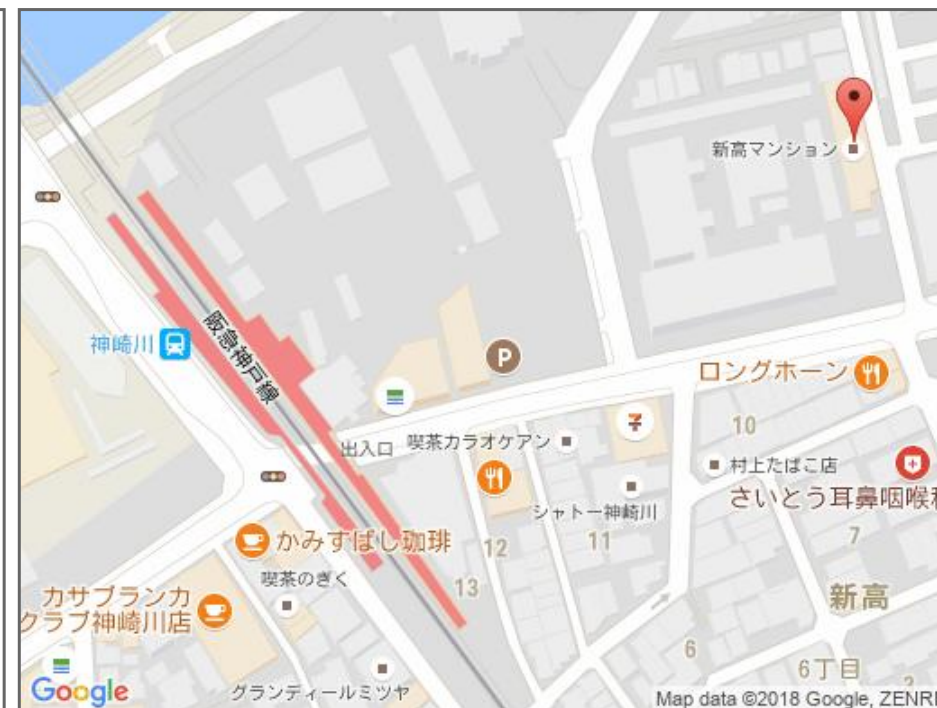 新高マンション
P
神崎川
阪急神戸線
ロングホーン
出入口
喫茶カラオケアン
10
村上たばこ店
さいとう耳鼻咽喉科
シャトー神崎川
かみすばし珈琲
12
11
7
喫茶のぎく
13
カサブランカ
クラブ神崎川店
新高
6
6丁目
グランディールミツヤ
Google
Map data ©2018 Google, ZENRI